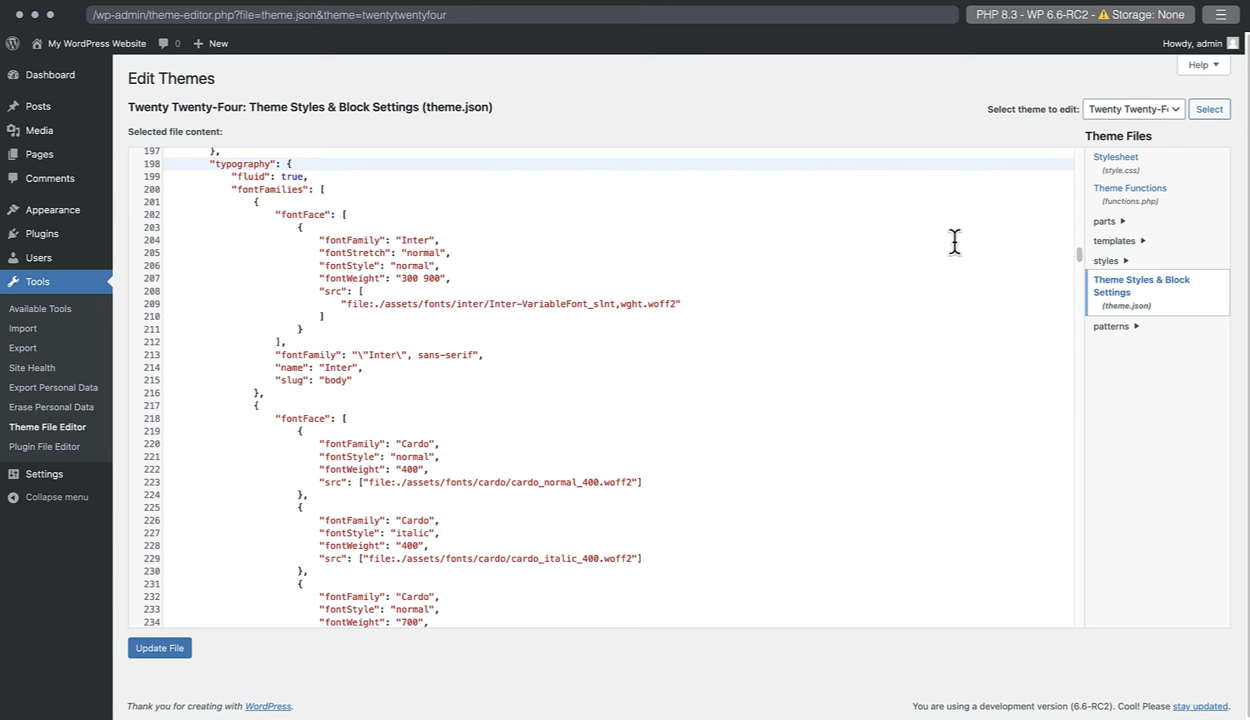 /wp-admin/theme-editor.php?file=theme.json&theme=twentytwentyfour
PHP 8.3 - WP 6.6-RC2 - ⚠ Storage: None
My WordPress Website
0
+ New
Howdy, admin
Dashboard
Posts
Media
Pages
Comments
Appearance
Plugins
Users
Tools
Available Tools
Import
Export
Site Health
Export Personal Data
Erase Personal Data
Theme File Editor
Plugin File Editor
Settings
Collapse menu
Help ▼
Edit Themes
Twenty Twenty-Four: Theme Styles & Block Settings (theme.json)
Select theme to edit:
Twenty Twenty-F
Select
Selected file content:
197 },
198 "typography": {
199 "fluid": true,
200 "fontFamilies": [
201 {
202 "fontFace": [
203 {
204 "fontFamily": "Inter",
205 "fontStretch": "normal",
206 "fontStyle": "normal",
207 "fontWeight": "300 900",
208 "src": [
209 "file:./assets/fonts/inter/Inter-VariableFont_slnt,wght.woff2"
210 ]
211 }
212 ],
213 "fontFamily": "\"Inter\", sans-serif",
214 "name": "Inter",
215 "slug": "body"
216 },
217 {
218 "fontFace": [
219 {
220 "fontFamily": "Cardo",
221 "fontStyle": "normal",
222 "fontWeight": "400",
223 "src": ["file:./assets/fonts/cardo/cardo_normal_400.woff2"]
224 },
225 {
226 "fontFamily": "Cardo",
227 "fontStyle": "italic",
228 "fontWeight": "400",
229 "src": ["file:./assets/fonts/cardo/cardo_italic_400.woff2"]
230 },
231 {
232 "fontFamily": "Cardo",
233 "fontStyle": "normal",
234 "fontWeight": "700",
Theme Files
Stylesheet
(style.css)
Theme Functions
(functions.php)
parts ▶
templates ▶
styles ▶
Theme Styles & Block
Settings
(theme.json)
patterns ▶
Update File
Thank you for creating with WordPress.
You are using a development version (6.6-RC2). Cool! Please stay updated.